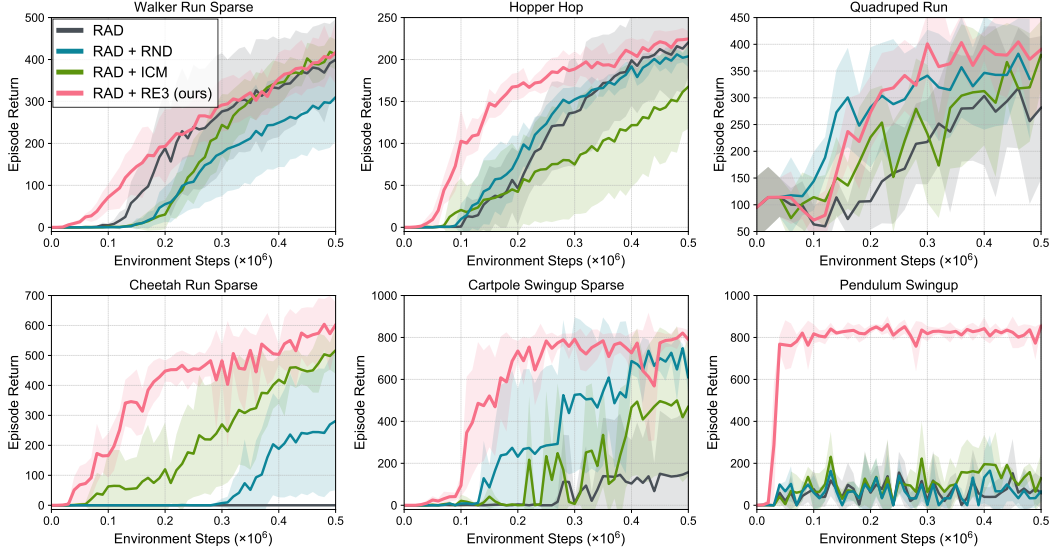 Walker Run Sparse
Hopper Hop
Quadruped Run
RAD
RAD + RND
RAD + ICM
RAD + RE3 (ours)
Episode Return
500
400
300
200
100
0
0.0 0.1 0.2 0.3 0.4 0.5
Environment Steps (×10⁶)
Episode Return
250
200
150
100
50
0
0.0 0.1 0.2 0.3 0.4 0.5
Environment Steps (×10⁶)
Episode Return
450
400
350
300
250
200
150
100
50
0.0 0.1 0.2 0.3 0.4 0.5
Environment Steps (×10⁶)
Cheetah Run Sparse
Cartpole Swingup Sparse
Pendulum Swingup
Episode Return
700
600
500
400
300
200
100
0
0.0 0.1 0.2 0.3 0.4 0.5
Environment Steps (×10⁶)
Episode Return
1000
800
600
400
200
0
0.0 0.1 0.2 0.3 0.4 0.5
Environment Steps (×10⁶)
Episode Return
1000
800
600
400
200
0
0.0 0.1 0.2 0.3 0.4 0.5
Environment Steps (×10⁶)